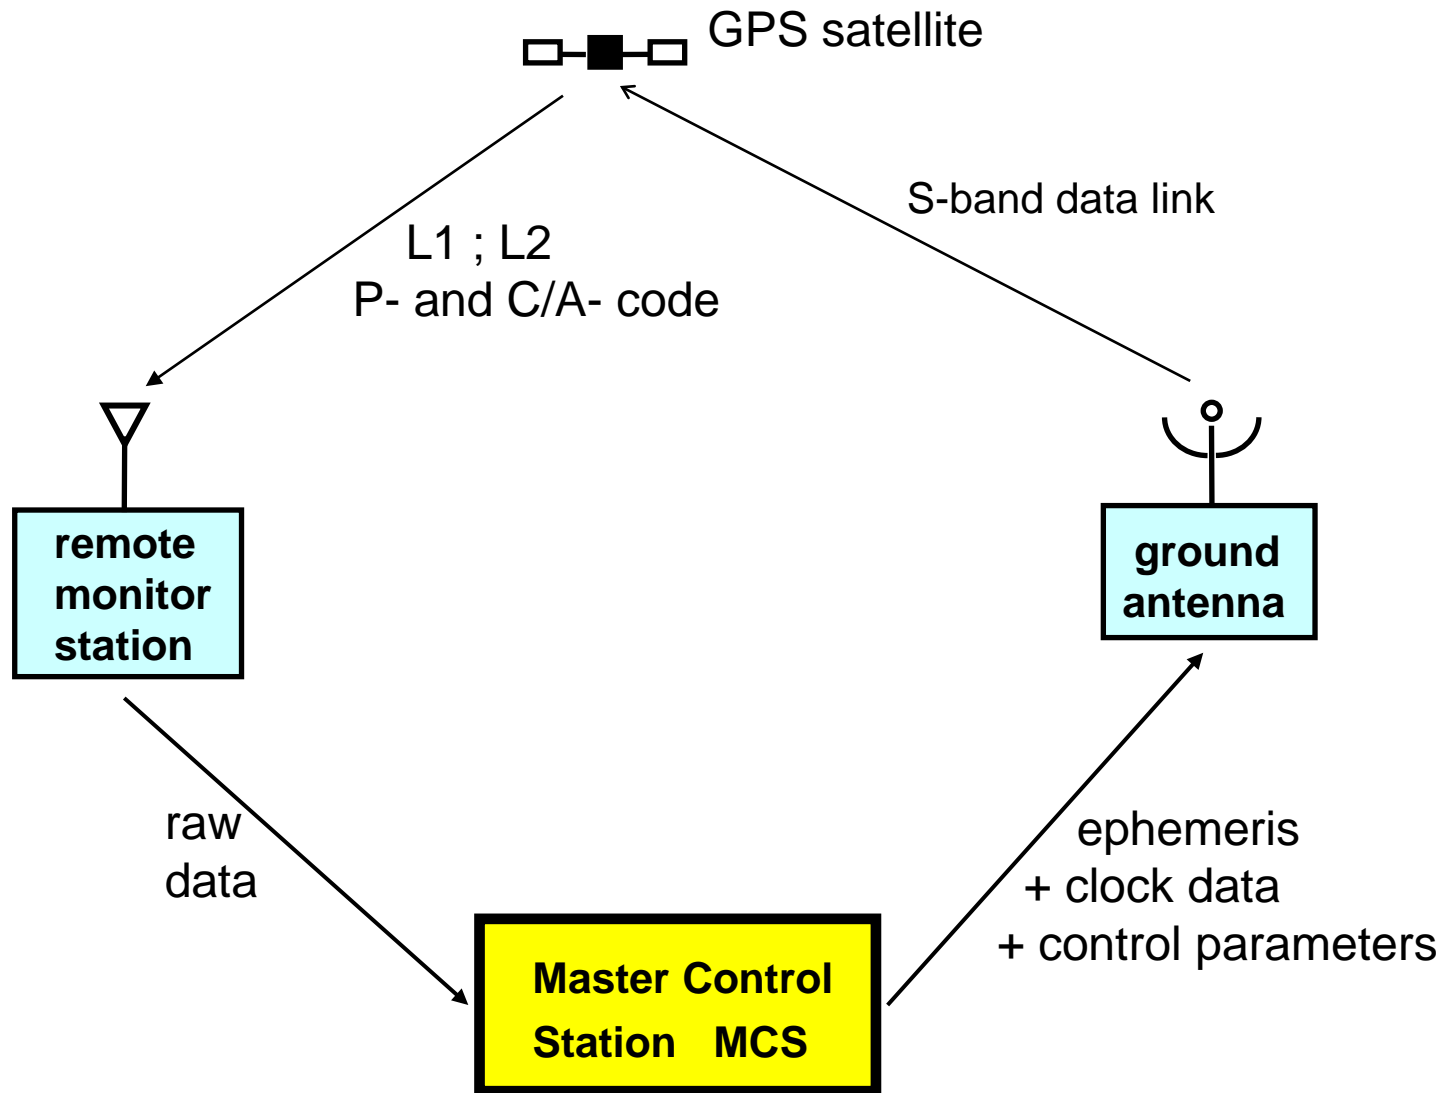 GPS satellite
S-band data link
L1 ; L2
P- and C/A- code
remote
monitor
station
ground
antenna
raw
data
ephemeris
+ clock data
+ control parameters
Master Control
Station MCS